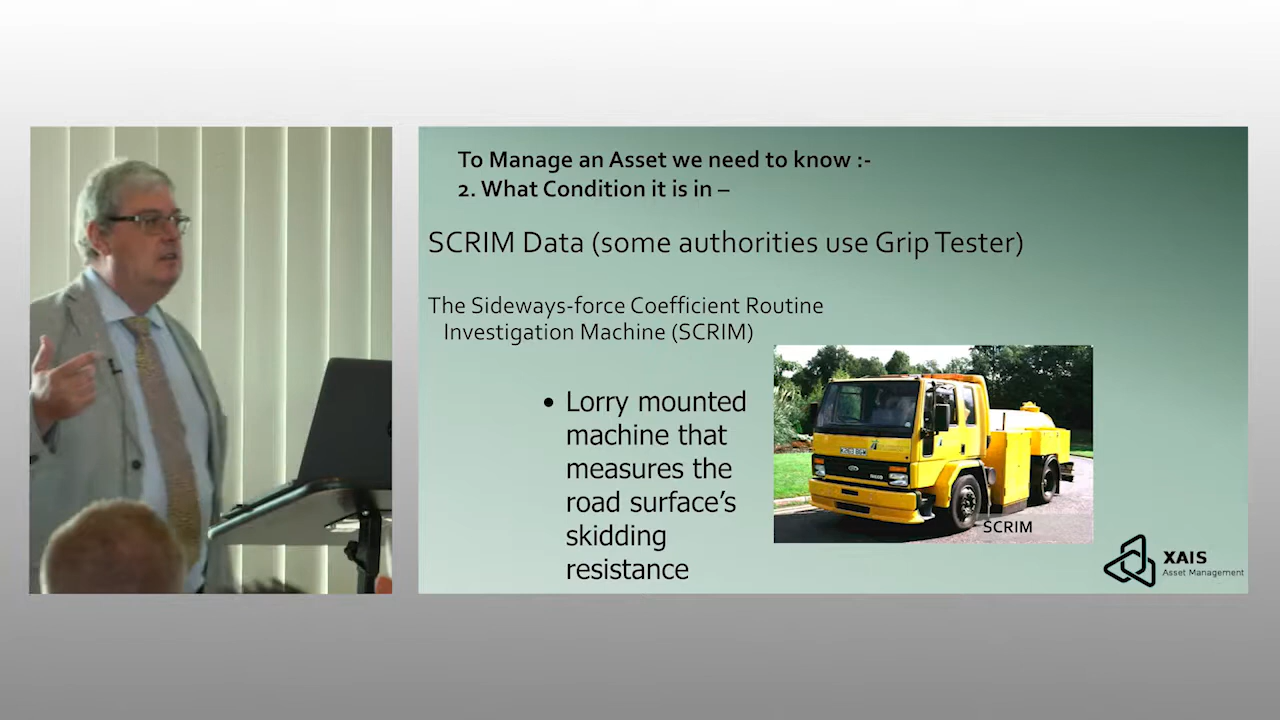 To Manage an Asset we need to know :-
2. What Condition it is in –
SCRIM Data (some authorities use Grip Tester)
The Sideways-force Coefficient Routine
Investigation Machine (SCRIM)
• Lorry mounted
machine that
measures the
road surface's
skidding
resistance
SCRIM
XAIS
Asset Management